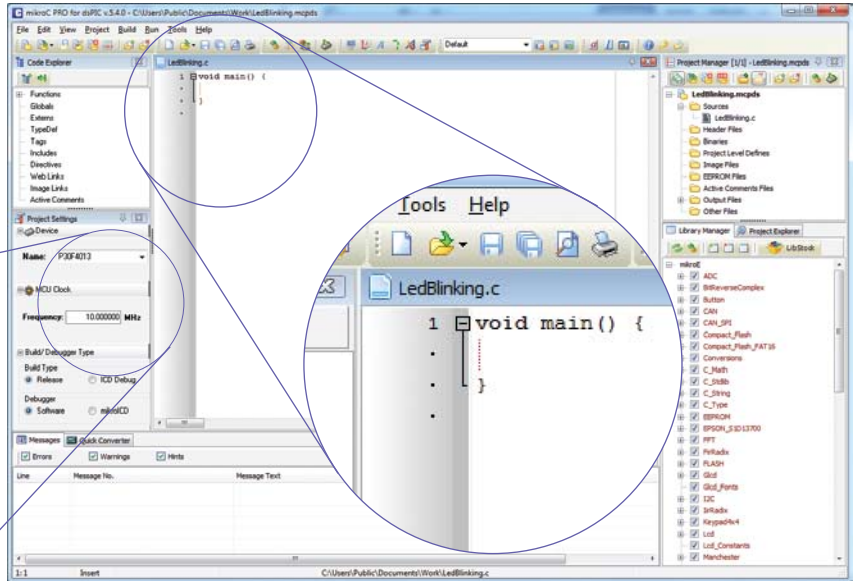 mikroC PRO for dsPIC v.5.4.0 - C:\Users\Public\Documents\Work\LedBlinking.mcpds
File Edit View Project Build Run Tools Help
Default
Code Explorer
Functions
Globals
Externs
TypeDef
Tags
Includes
Directives
Web Links
Image Links
Active Comments
Project Settings
Device
Name: P30F4013
MCU Clock
Frequency: 10.000000 MHz
Build/Debugger Type
Build Type
Release ICD Debug
Debugger
Software mikroICD
LedBlinking.c
1 void main() {
}
Tools Help
LedBlinking.c
1 void main() {
}
Project Manager [1/1] - LedBlinking.mcpds
LedBlinking.mcpds
Sources
LedBlinking.c
Header Files
Binaries
Project Level Defines
Image Files
EEPROM Files
Active Comments Files
Output Files
Other Files
Library Manager Project Explorer
LibStock
mikroE
ADC
BitReverseComplex
Button
CAN
CAN_SPI
Compact_Flash
Compact_Flash_FAT16
Conversions
C_Math
C_Stdlib
C_String
C_Type
EEPROM
EPSON_S1D13700
FFT
FirRadix
FLASH
Glcd
Glcd_Fonts
I2C
IirRadix
Keypad4x4
Lcd
Lcd_Constants
Manchester
Messages Quick Converter
Errors Warnings Hints
Line Message No. Message Text
1:1 Insert C:\Users\Public\Documents\Work\LedBlinking.c